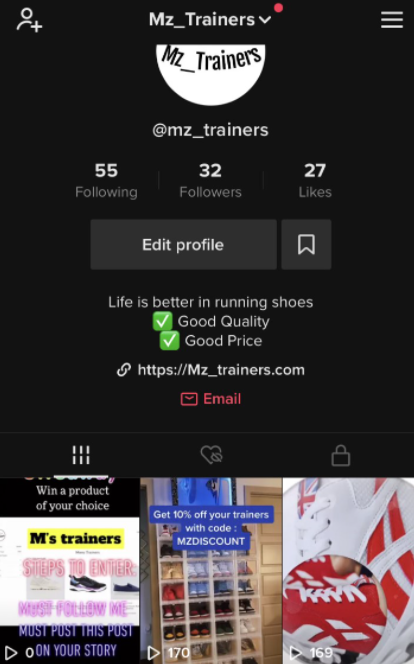 Mz_Trainers
Mz_Trainers
@mz_trainers
55
32
27
Following
Followers
Likes
Edit profile
Life is better in running shoes
✅ Good Quality
✅ Good Price
https://Mz_trainers.com
Email
Win a product
of your choice
M's trainers
STEPS TO ENTER
MUST FOLLOW ME
MUST POST THIS POST
ON YOUR STORY
0
Get 10% off your trainers
with code :
MZDISCOUNT
170
169